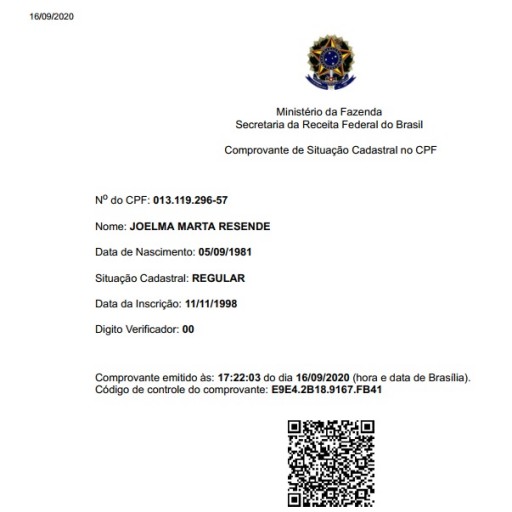 16/09/2020
Ministério da Fazenda
Secretaria da Receita Federal do Brasil
Comprovante de Situação Cadastral no CPF
Nº do CPF: 013.119.296-57
Nome: JOELMA MARTA RESENDE
Data de Nascimento: 05/09/1981
Situação Cadastral: REGULAR
Data da Inscrição: 11/11/1998
Digito Verificador: 00
Comprovante emitido às: 17:22:03 do dia 16/09/2020 (hora e data de Brasília).
Código de controle do comprovante: E9E4.2B18.9167.FB41